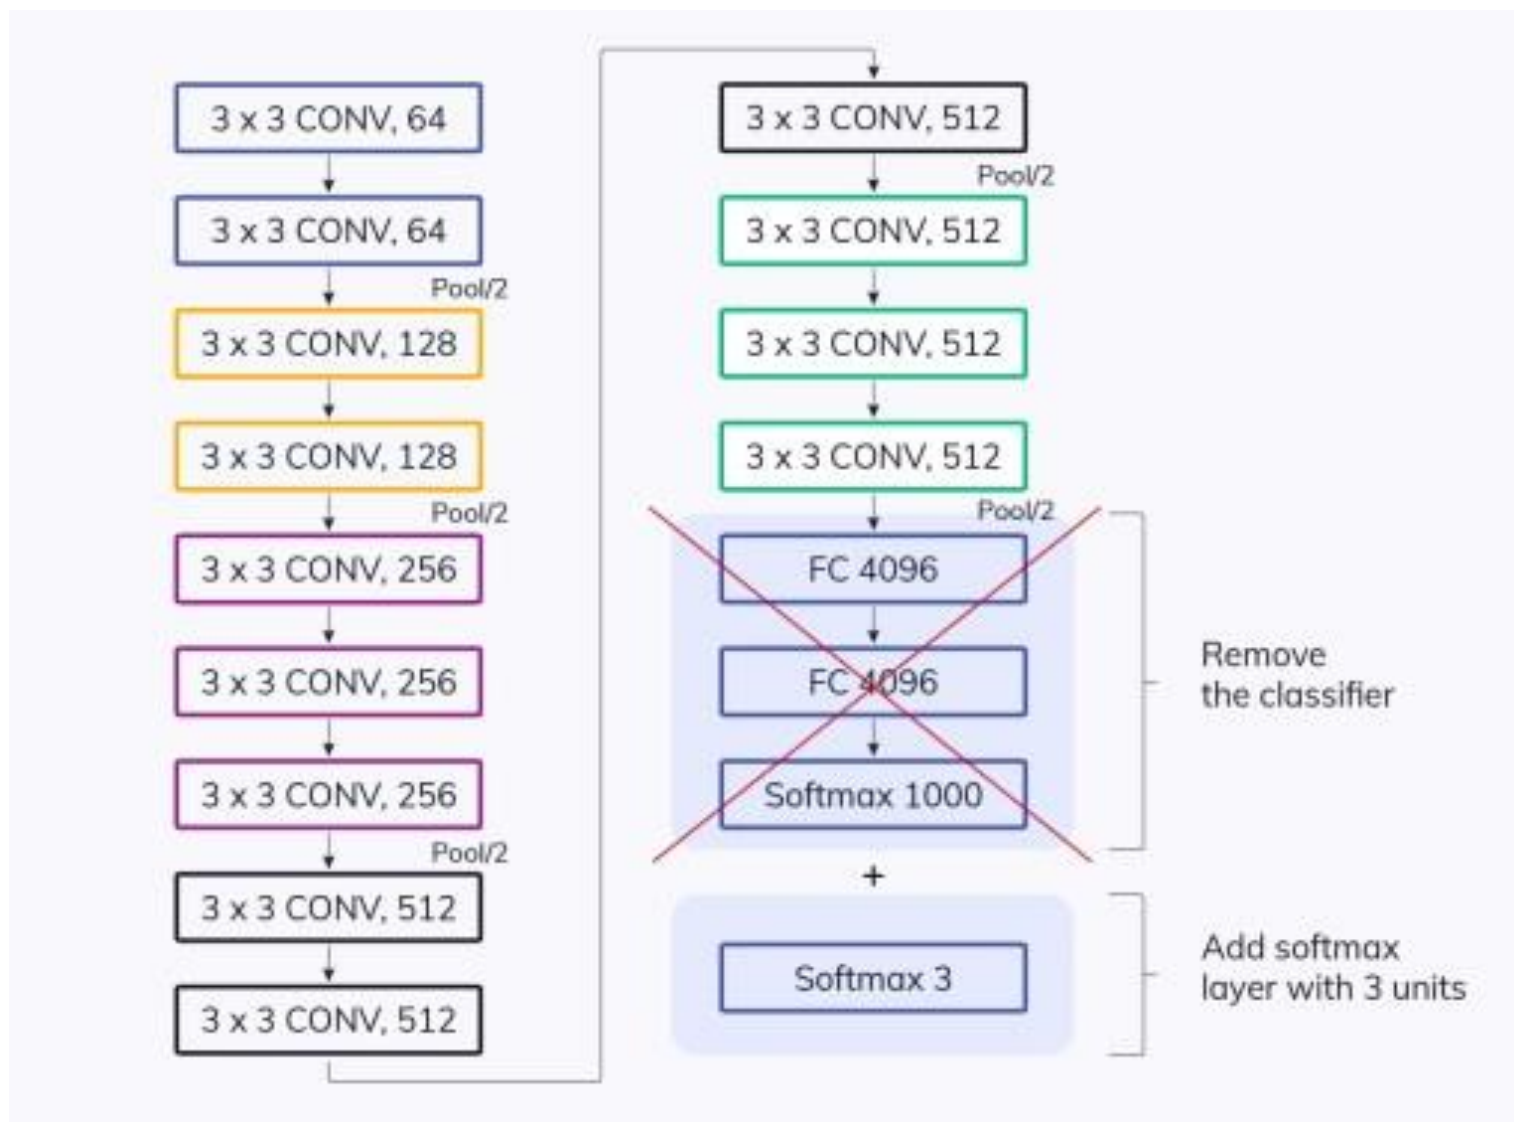 3 x 3 CONV, 64
3 x 3 CONV, 64
Pool/2
3 x 3 CONV, 128
3 x 3 CONV, 128
Pool/2
3 x 3 CONV, 256
3 x 3 CONV, 256
3 x 3 CONV, 256
Pool/2
3 x 3 CONV, 512
3 x 3 CONV, 512
3 x 3 CONV, 512
Pool/2
3 x 3 CONV, 512
3 x 3 CONV, 512
3 x 3 CONV, 512
Pool/2
FC 4096
FC 4096
Softmax 1000
Remove
the classifier
+
Softmax 3
Add softmax
layer with 3 units